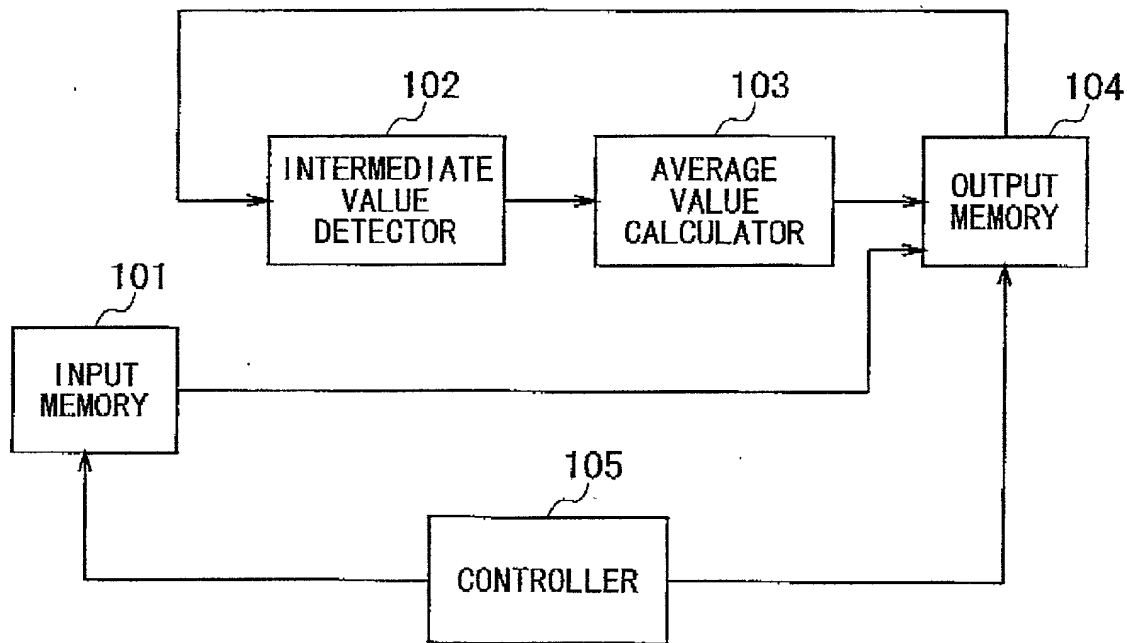 102
INTERMEDIATE
VALUE
DETECTOR
103
AVERAGE
VALUE
CALCULATOR
104
OUTPUT
MEMORY
101
INPUT
MEMORY
105
CONTROLLER